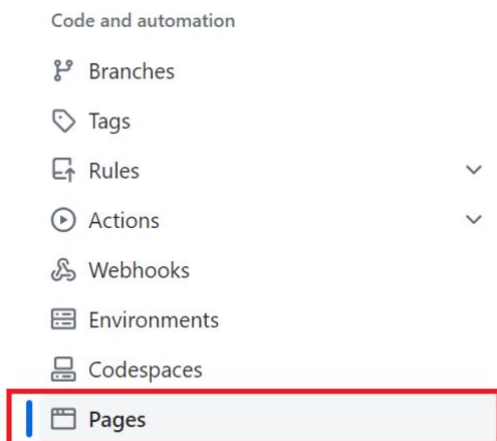 Code and automation
Branches
Tags
Rules
Actions
Webhooks
Environments
Codespaces
Pages